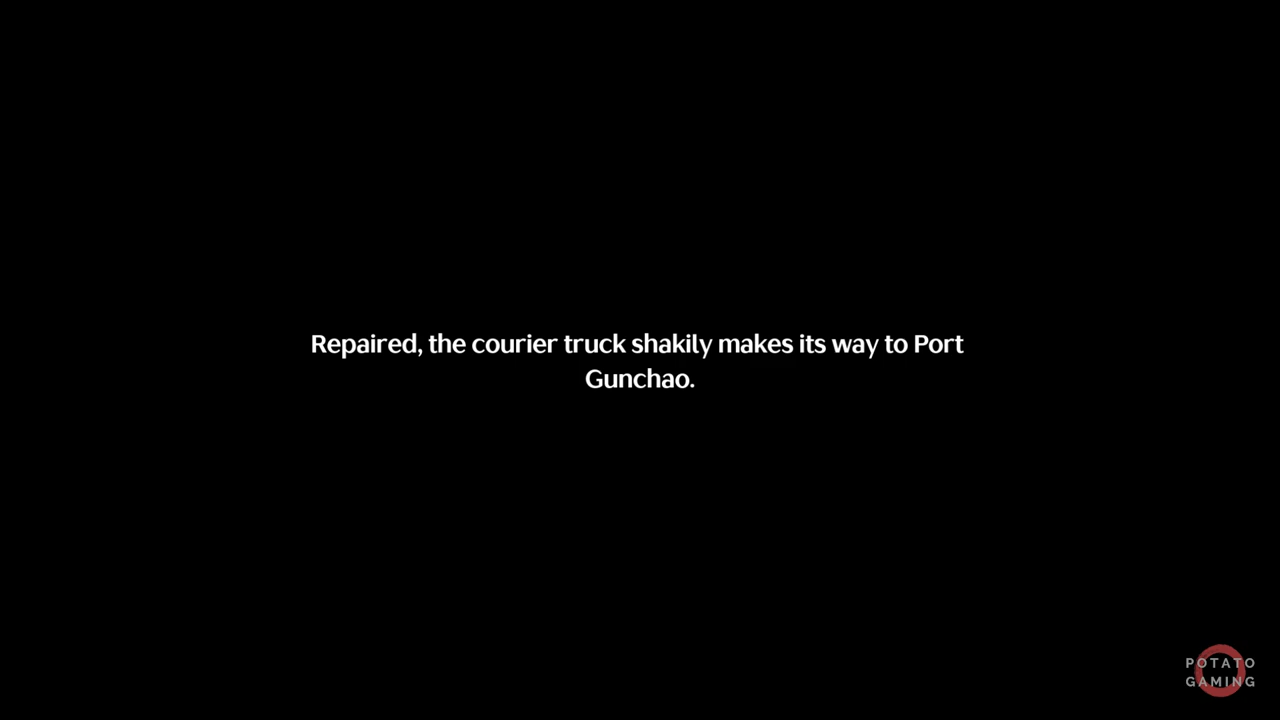 Repaired, the courier truck shakily makes its way to Port
Gunchao.
POTATO
GAMING